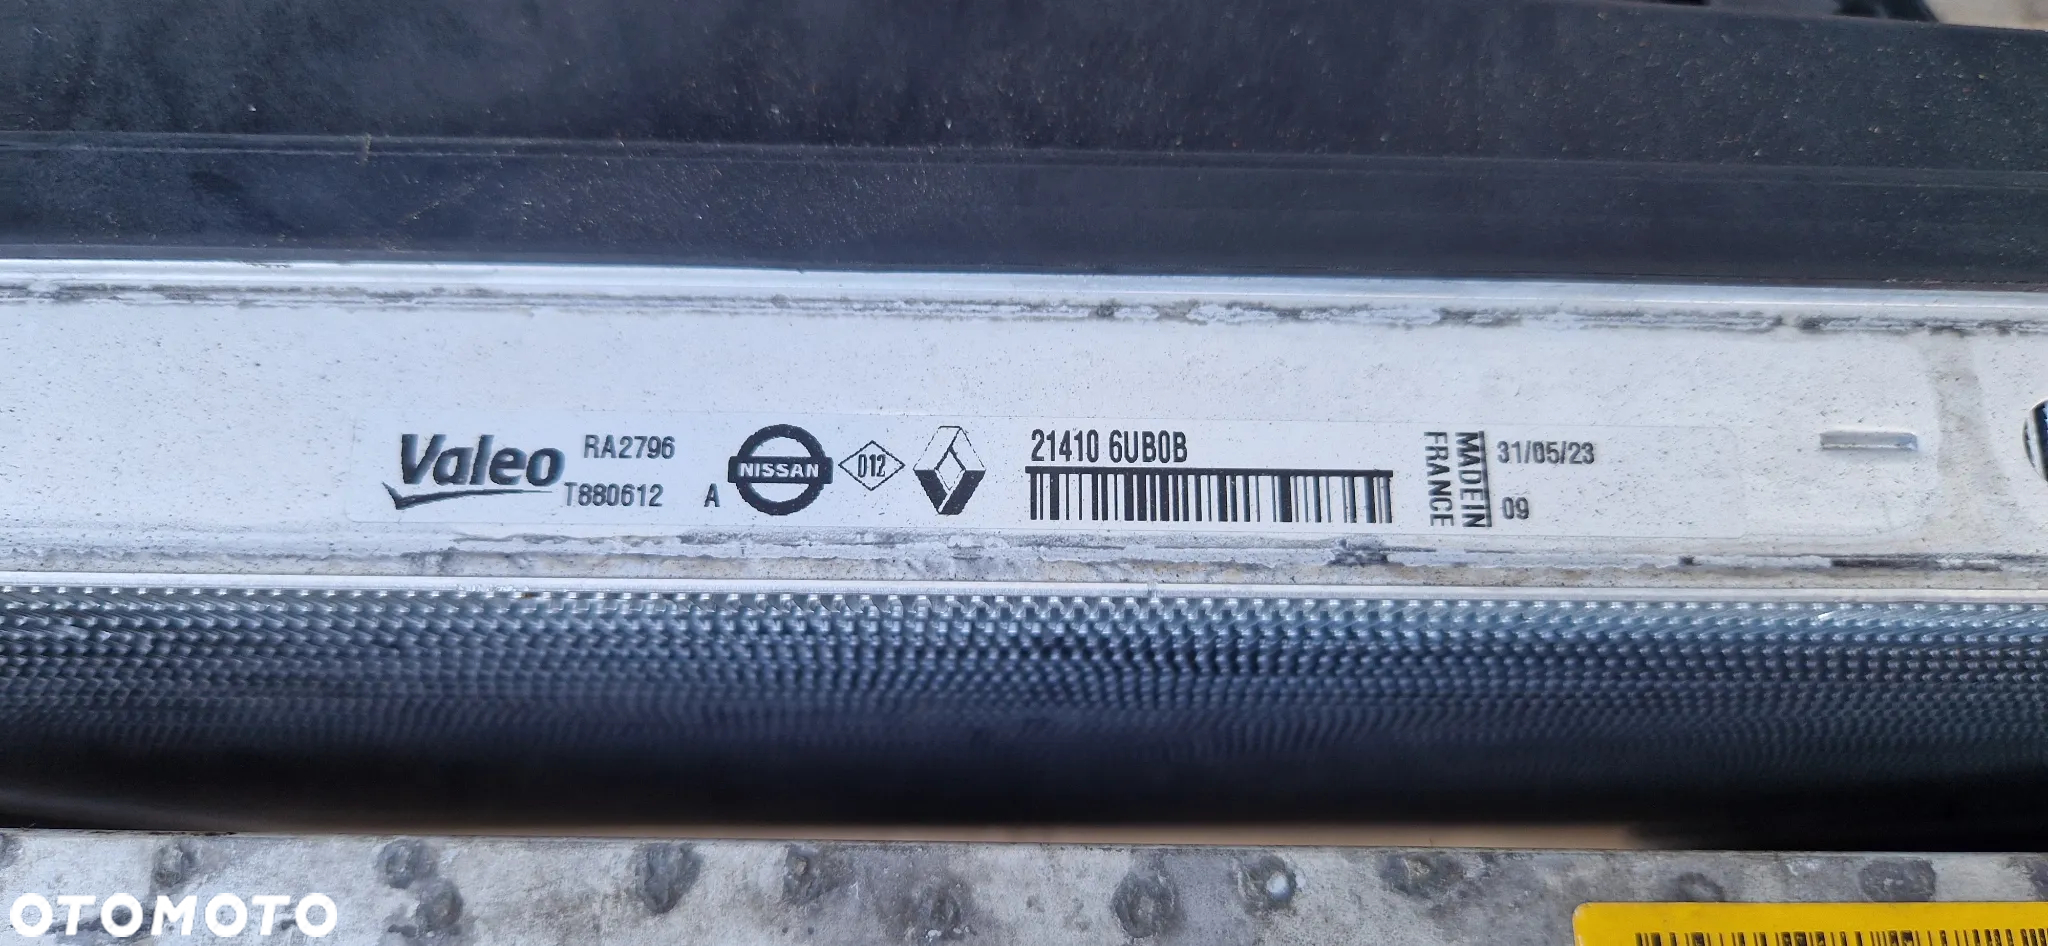 Valeo RA2796
T880612 A
NISSAN
012
21410 6UB0B
MADE IN
FRANCE
31/05/23
09
OTOMOTO